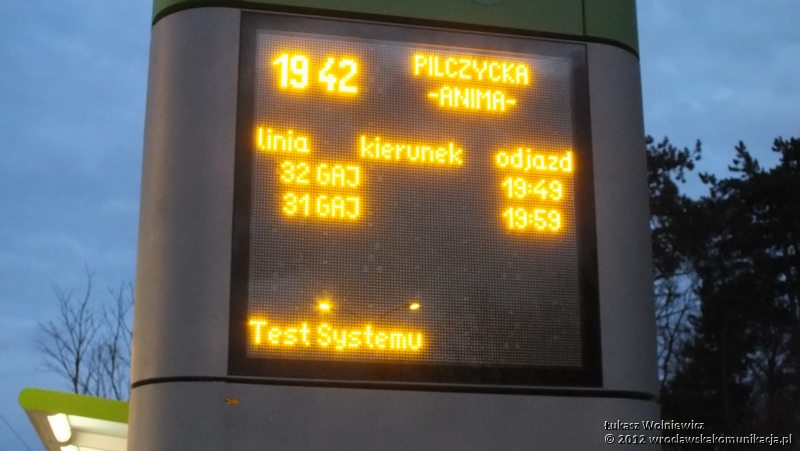 19 42
PILCZYCKA
-ANIMA-
linia kierunek odjazd
32 GAJ 19:49
31 GAJ 19:59
Test Systemu
Łukasz Wolniewicz
© 2012 wroclawskakomunikacja.pl